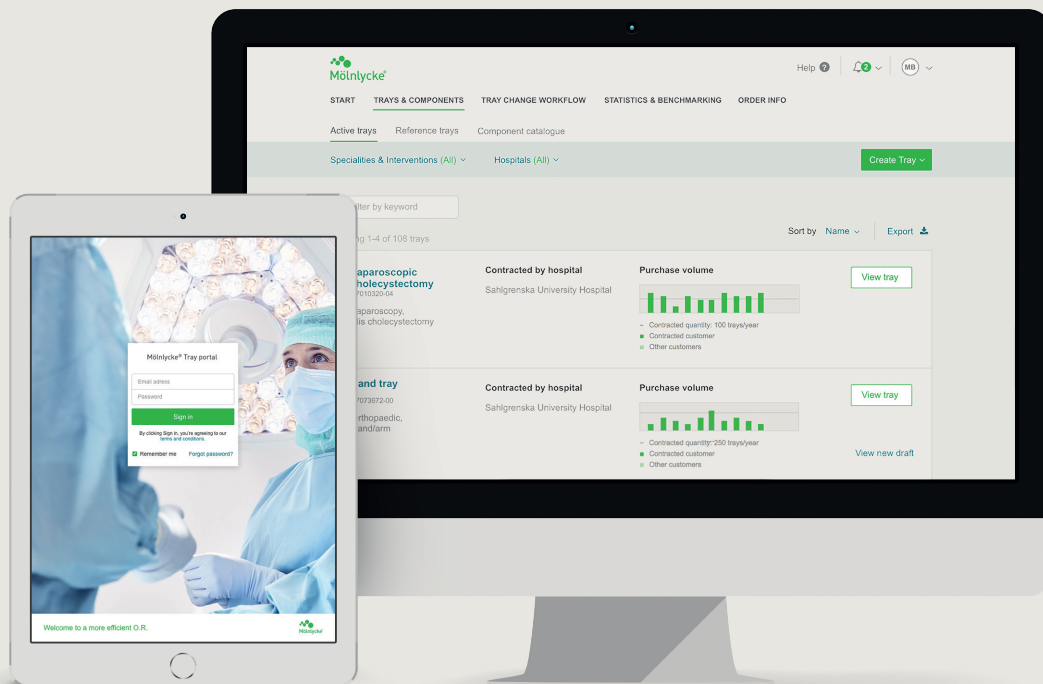 Mölnlycke®
Help ?
2
MB
START TRAYS & COMPONENTS TRAY CHANGE WORKFLOW STATISTICS & BENCHMARKING ORDER INFO
Active trays Reference trays Component catalogue
Specialities & Interventions (All) Hospitals (All) Create Tray
ilter by keyword
ng 1-4 of 108 trays
Sort by Name Export
aparoscopic
holecystectomy
7010320-04
aparoscopy,
lis cholecystectomy
Contracted by hospital
Sahlgrenska University Hospital
Purchase volume
Contracted quantity: 100 trays/year
Contracted customer
Other customers
View tray
and tray
7073672-00
rthopaedic,
and/arm
Contracted by hospital
Sahlgrenska University Hospital
Purchase volume
Contracted quantity: 250 trays/year
Contracted customer
Other customers
View tray
View new draft
Mölnlycke® Tray portal
Email adress
Password
Sign in
By clicking Sign in, you're agreeing to our
terms and conditions.
Remember me Forgot password?
Welcome to a more efficient O.R.
Mölnlycke®